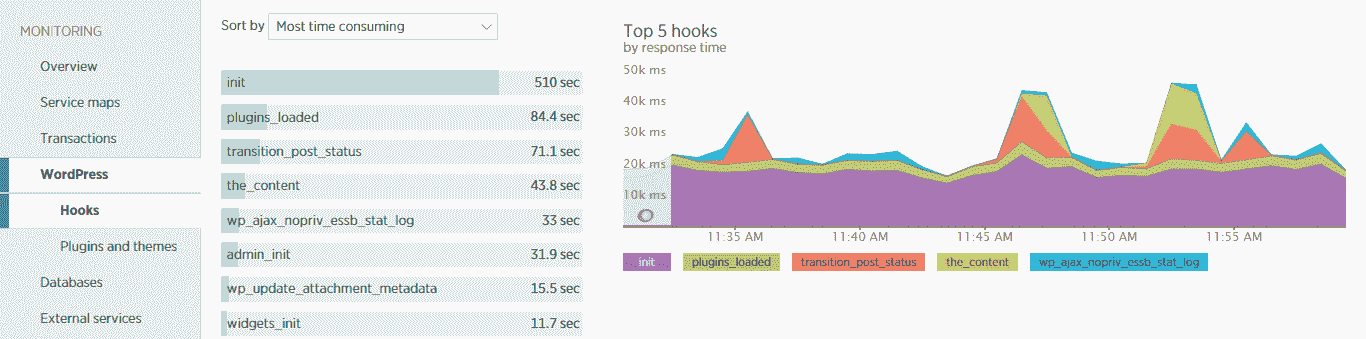 MONITORING
Overview
Service maps
Transactions
WordPress
Hooks
Plugins and themes
Databases
External services
Sort by Most time consuming
init 510 sec
plugins_loaded 84.4 sec
transition_post_status 71.1 sec
the_content 43.8 sec
wp_ajax_nopriv_essb_stat_log 33 sec
admin_init 31.9 sec
wp_update_attachment_metadata 15.5 sec
widgets_init 11.7 sec
Top 5 hooks
by response time
50k ms
40k ms
30k ms
20k ms
10k ms
11:35 AM 11:40 AM 11:45 AM 11:50 AM 11:55 AM
init plugins_loaded transition_post_status the_content wp_ajax_nopriv_essb_stat_log